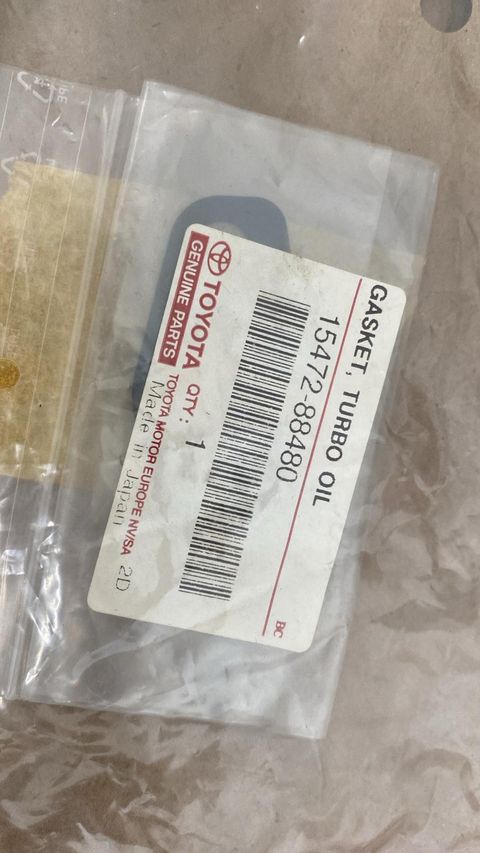 GASKET, TURBO OIL
15472-88480
TOYOTA QTY: 1
GENUINE PARTS
TOYOTA MOTOR EUROPE NV/SA 2D
Made in Japan
BC